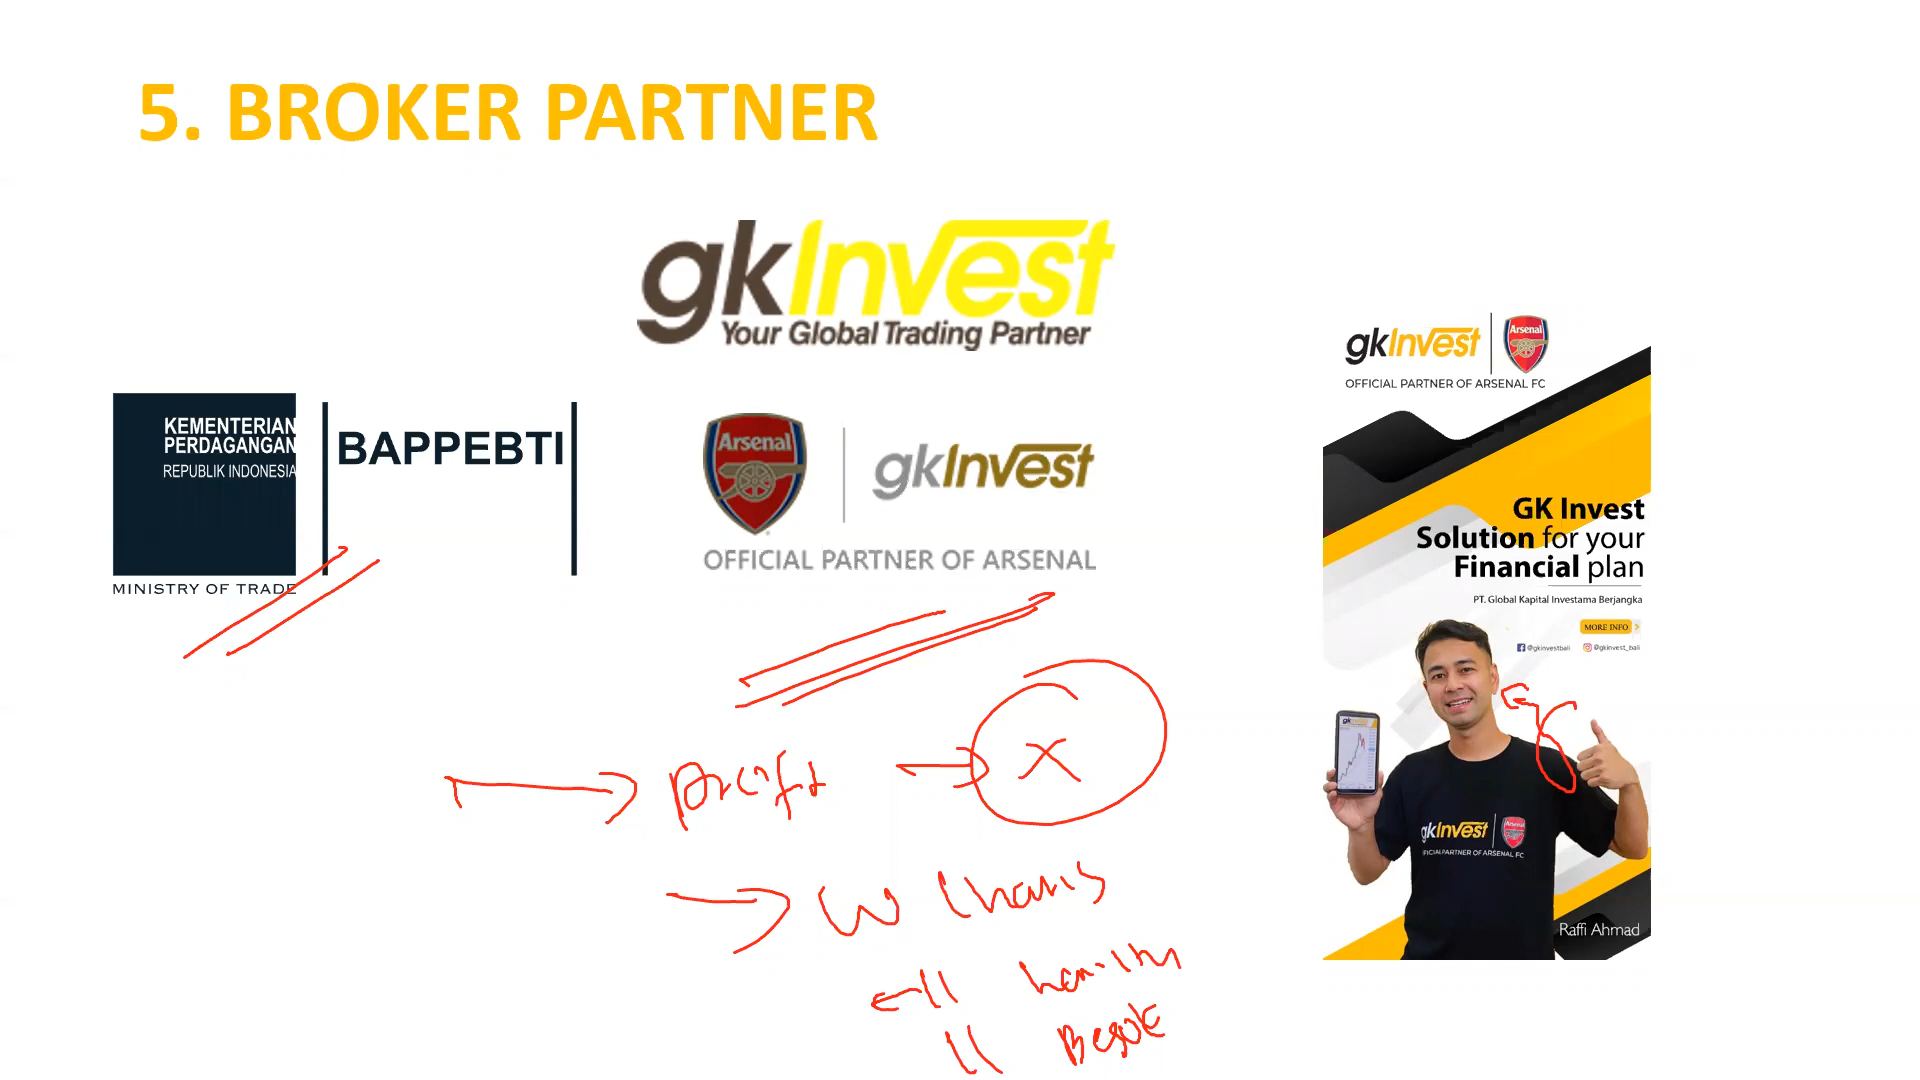 5. BROKER PARTNER
gkInvest
Your Global Trading Partner
KEMENTERIAN
PERDAGANGAN
REPUBLIK INDONESIA
MINISTRY OF TRADE
BAPPEBTI
Arsenal
gkInvest
OFFICIAL PARTNER OF ARSENAL
gkInvest
Arsenal
OFFICIAL PARTNER OF ARSENAL FC
GK Invest
Solution for your
Financial plan
PT. Global Kapital Investama Berjangka
MORE INFO
@gkinvestbali
@gkinvest_bali
gkInvest
Arsenal
OFFICIAL PARTNER OF ARSENAL FC
Raffi Ahmad
profit
X
W
Besok